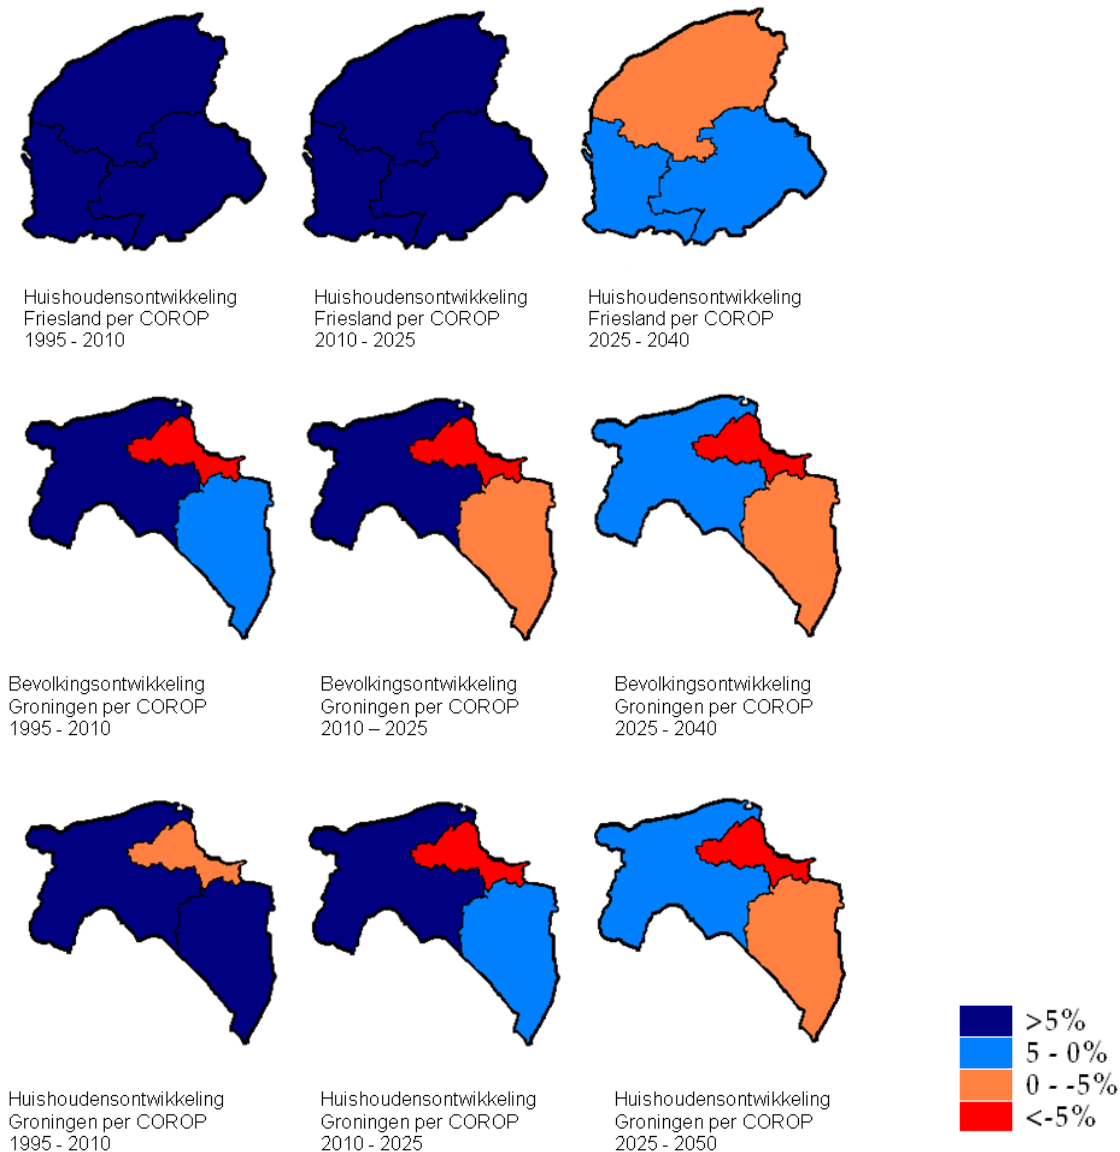 Huishoudensontwikkeling
Friesland per COROP
1995 - 2010
Huishoudensontwikkeling
Friesland per COROP
2010 - 2025
Huishoudensontwikkeling
Friesland per COROP
2025 - 2040
Bevolkingsontwikkeling
Groningen per COROP
1995 - 2010
Bevolkingsontwikkeling
Groningen per COROP
2010 – 2025
Bevolkingsontwikkeling
Groningen per COROP
2025 - 2040
Huishoudensontwikkeling
Groningen per COROP
1995 - 2010
Huishoudensontwikkeling
Groningen per COROP
2010 - 2025
Huishoudensontwikkeling
Groningen per COROP
2025 - 2050
>5%
5 - 0%
0 - -5%
<-5%